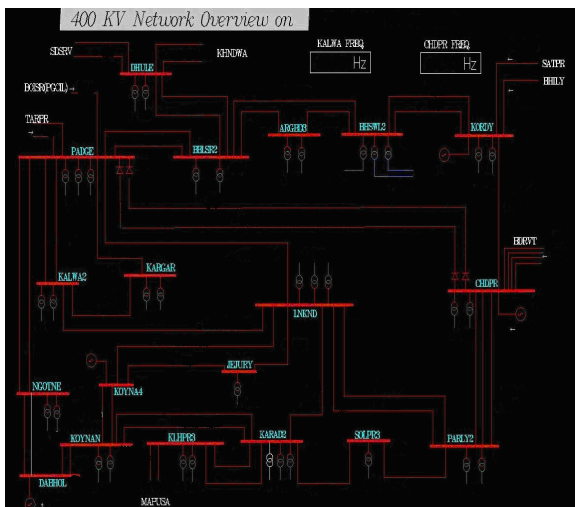 400 KV Network Overview on
SDSRV
KHNDWA
KALWA FREQ
CHDPR FREQ
SATPR
Hz
Hz
DHULE
BHILY
BOISR(PGCIL)
TARPR
ARGBD3
BHSWL2
KORDY
PADGE
BBLSR2
BDRVT
KALWA2
KARGAR
CHDPR
LNKND
JEJURY
KOYNA4
NGOTNE
KOYNAN
KLHPR3
KARAD2
SOLPR3
PARLY2
DABHOL
MAPUSA